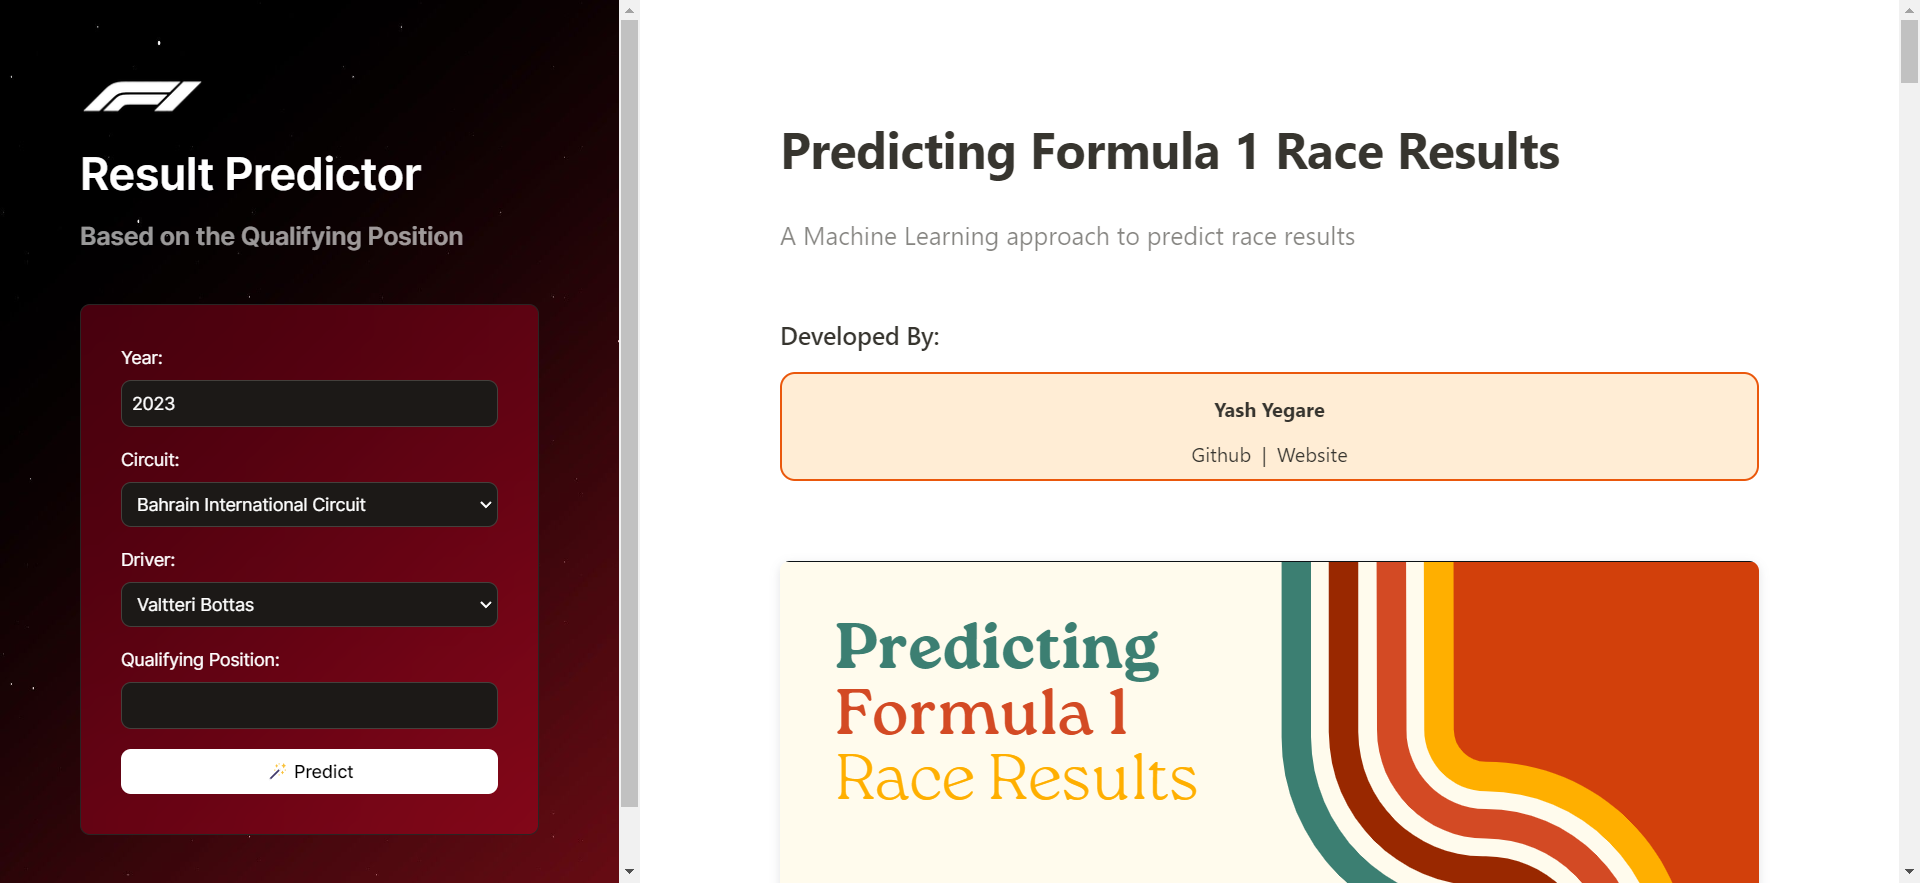 F1
Result Predictor
Based on the Qualifying Position
Year:
2023
Circuit:
Bahrain International Circuit
Driver:
Valtteri Bottas
Qualifying Position:
Predict
Predicting Formula 1 Race Results
A Machine Learning approach to predict race results
Developed By:
Yash Yegare
Github | Website
Predicting
Formula 1
Race Results